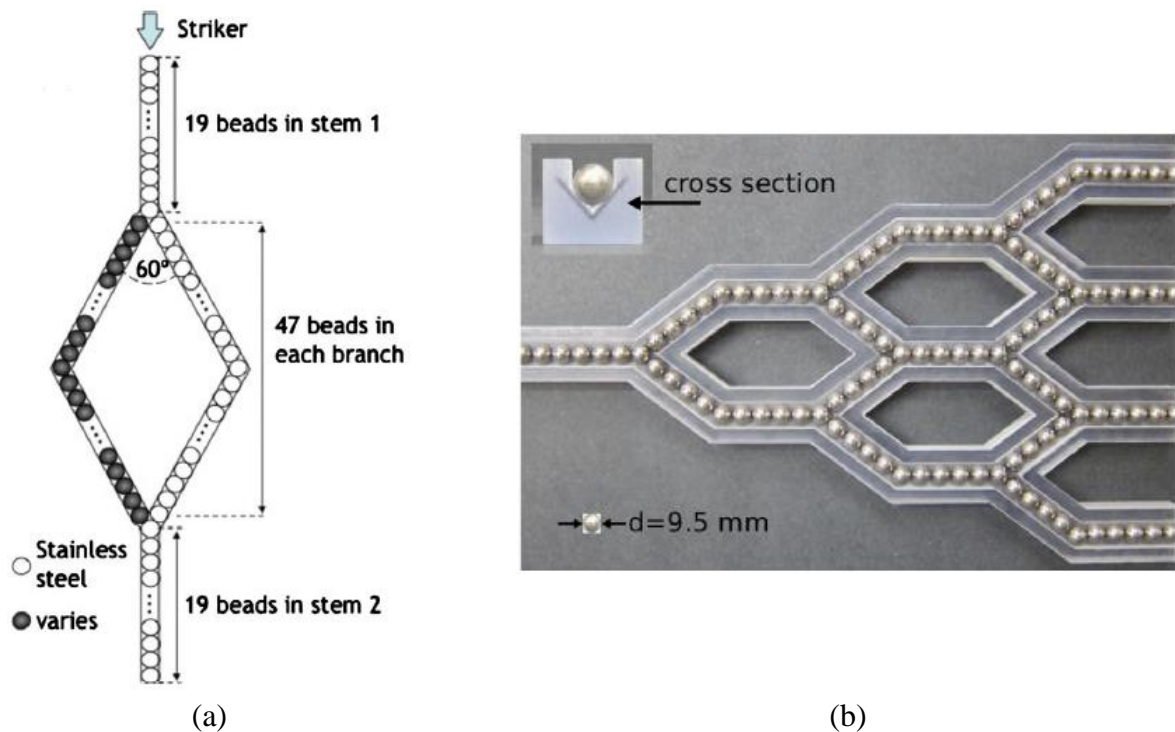 Striker
19 beads in stem 1
60°
47 beads in
each branch
Stainless
steel
varies
19 beads in stem 2
(a)
cross section
d=9.5 mm
(b)